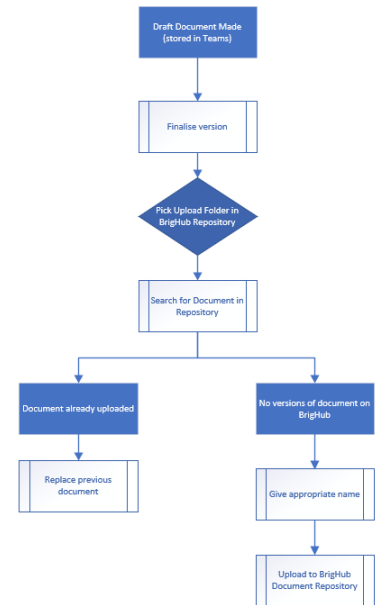 Draft Document Made
(stored in Teams)
Finalise version
Pick Upload Folder in
BrigHub Repository
Search for Document in
Repository
Document already uploaded
No versions of document on
BrigHub
Replace previous
document
Give appropriate name
Upload to BrigHub
Document Repository